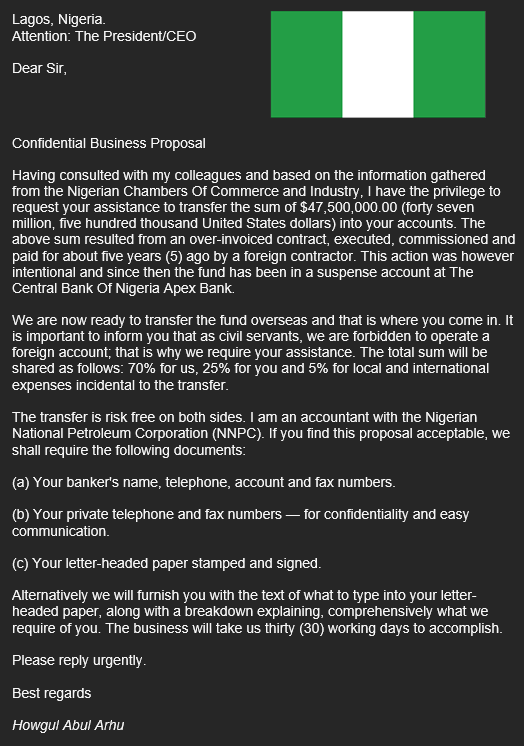 Lagos, Nigeria.
Attention: The President/CEO
Dear Sir,
Confidential Business Proposal
Having consulted with my colleagues and based on the information gathered
from the Nigerian Chambers Of Commerce and Industry, I have the privilege to
request your assistance to transfer the sum of $47,500,000.00 (forty seven
million, five hundred thousand United States dollars) into your accounts. The
above sum resulted from an over-invoiced contract, executed, commissioned and
paid for about five years (5) ago by a foreign contractor. This action was however
intentional and since then the fund has been in a suspense account at The
Central Bank Of Nigeria Apex Bank.
We are now ready to transfer the fund overseas and that is where you come in. It
is important to inform you that as civil servants, we are forbidden to operate a
foreign account; that is why we require your assistance. The total sum will be
shared as follows: 70% for us, 25% for you and 5% for local and international
expenses incidental to the transfer.
The transfer is risk free on both sides. I am an accountant with the Nigerian
National Petroleum Corporation (NNPC). If you find this proposal acceptable, we
shall require the following documents:
(a) Your banker's name, telephone, account and fax numbers.
(b) Your private telephone and fax numbers — for confidentiality and easy
communication.
(c) Your letter-headed paper stamped and signed.
Alternatively we will furnish you with the text of what to type into your letter-
headed paper, along with a breakdown explaining, comprehensively what we
require of you. The business will take us thirty (30) working days to accomplish.
Please reply urgently.
Best regards
Howgul Abul Arhu